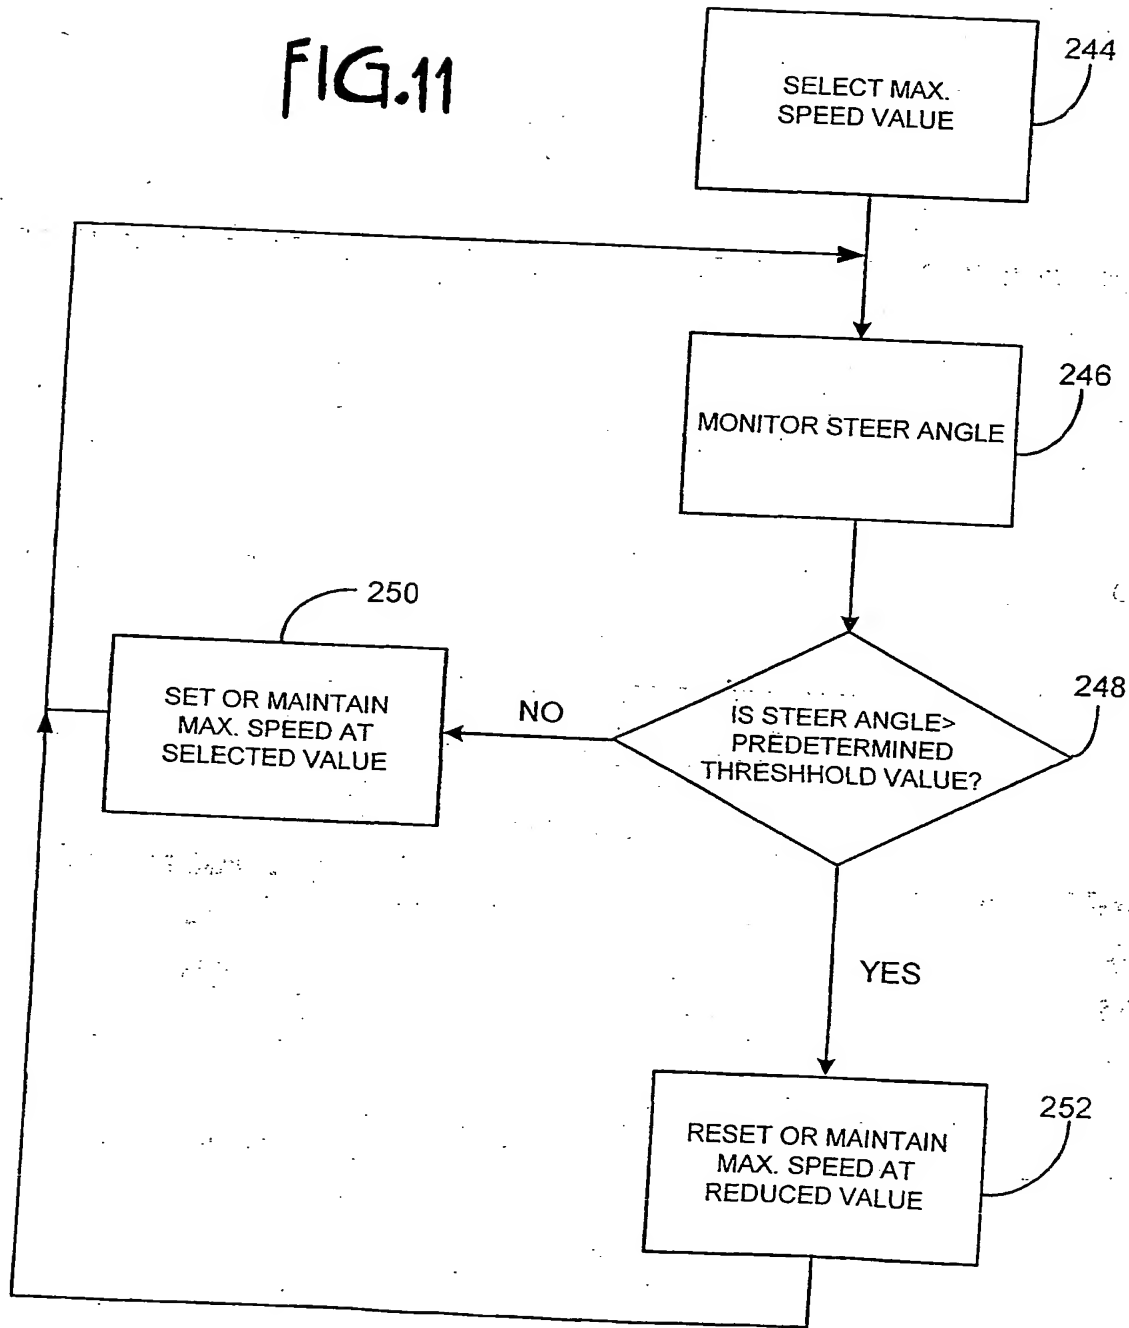 FIG.11
SELECT MAX.
SPEED VALUE
244
MONITOR STEER ANGLE
246
IS STEER ANGLE>
PREDETERMINED
THRESHHOLD VALUE?
248
NO
250
SET OR MAINTAIN
MAX. SPEED AT
SELECTED VALUE
YES
RESET OR MAINTAIN
MAX. SPEED AT
REDUCED VALUE
252